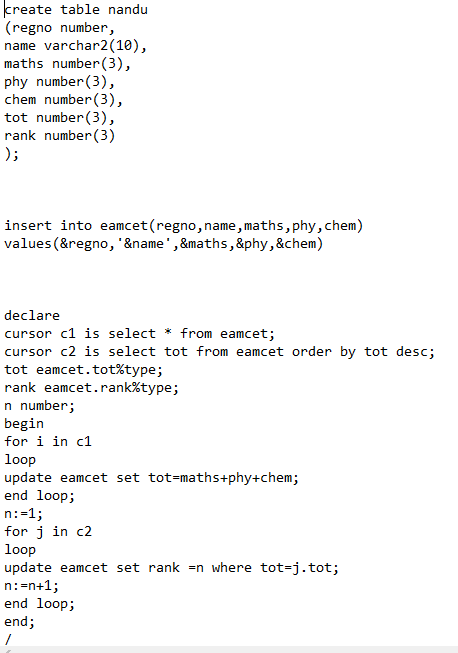 create table nandu
(regno number,
name varchar2(10),
maths number(3),
phy number(3),
chem number(3),
tot number(3),
rank number(3)
);
insert into eamcet(regno,name,maths,phy,chem)
values(&regno,'&name',&maths,&phy,&chem)
declare
cursor c1 is select * from eamcet;
cursor c2 is select tot from eamcet order by tot desc;
tot eamcet.tot%type;
rank eamcet.rank%type;
n number;
begin
for i in c1
loop
update eamcet set tot=maths+phy+chem;
end loop;
n:=1;
for j in c2
loop
update eamcet set rank =n where tot=j.tot;
n:=n+1;
end loop;
end;
/